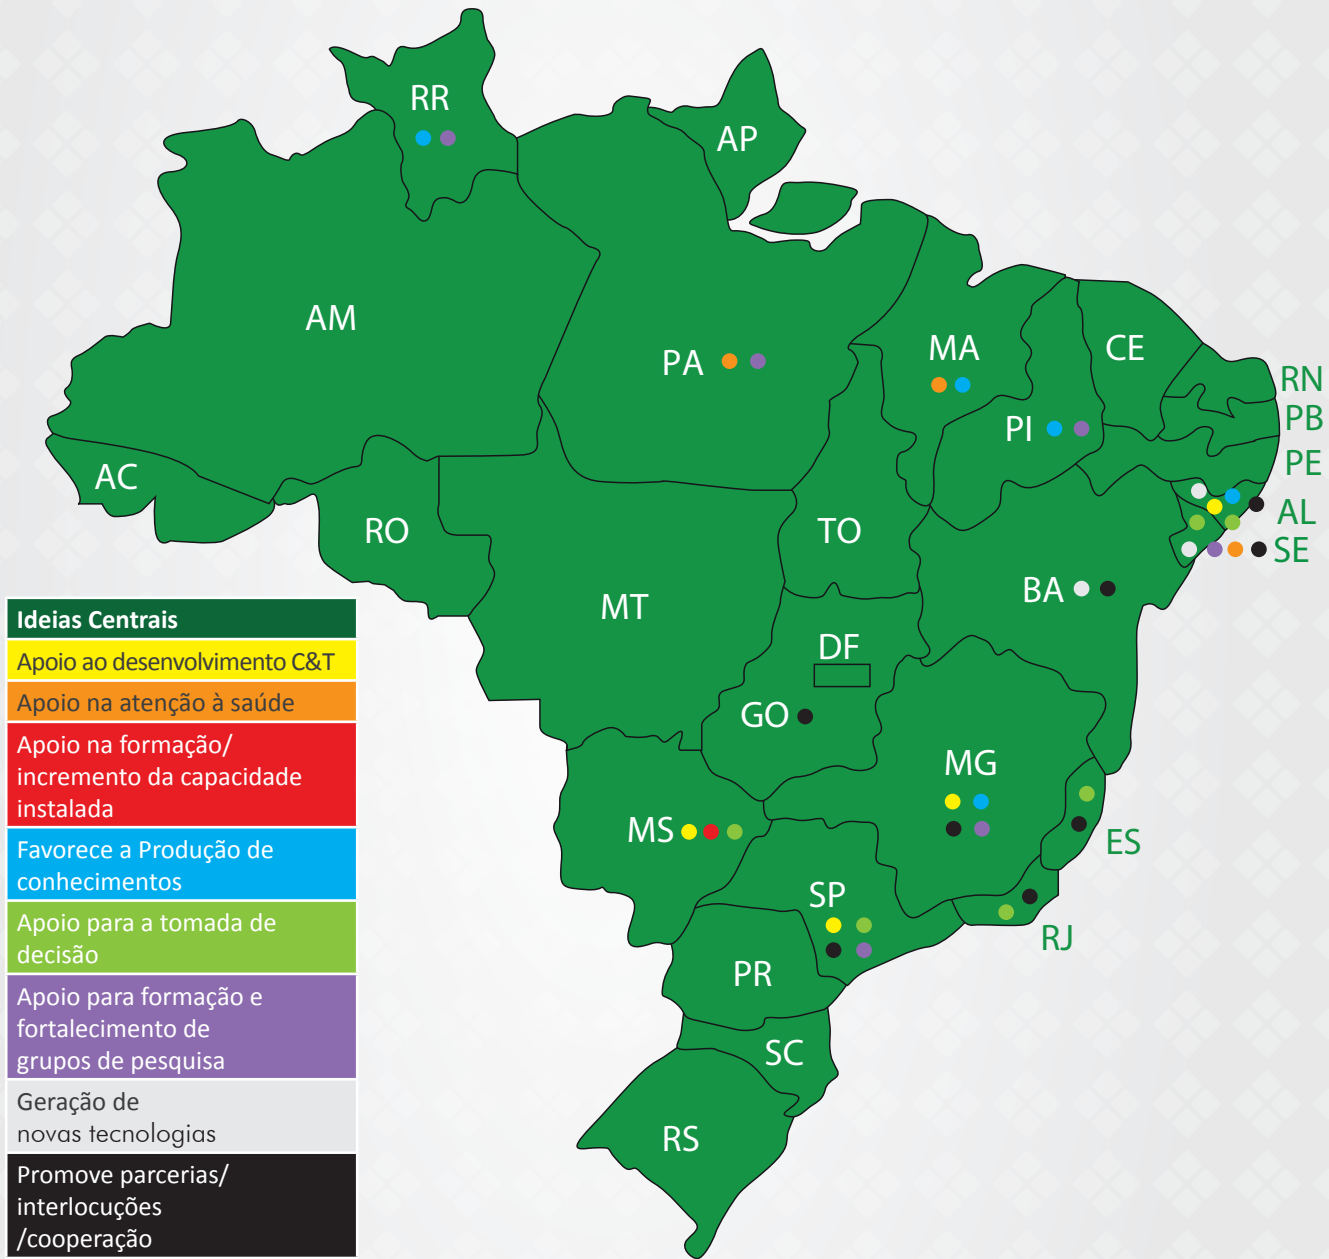 RR
AP
AM
PA
MA
CE
RN
PB
PI
PE
AC
AL
RO
TO
SE
BA
MT
DF
GO
MG
MS
ES
SP
RJ
PR
SC
RS
Ideias Centrais
Apoio ao desenvolvimento C&T
Apoio na atenção à saúde
Apoio na formação/
incremento da capacidade
instalada
Favorece a Produção de
conhecimentos
Apoio para a tomada de
decisão
Apoio para formação e
fortalecimento de
grupos de pesquisa
Geração de
novas tecnologias
Promove parcerias/
interlocuções
/cooperação